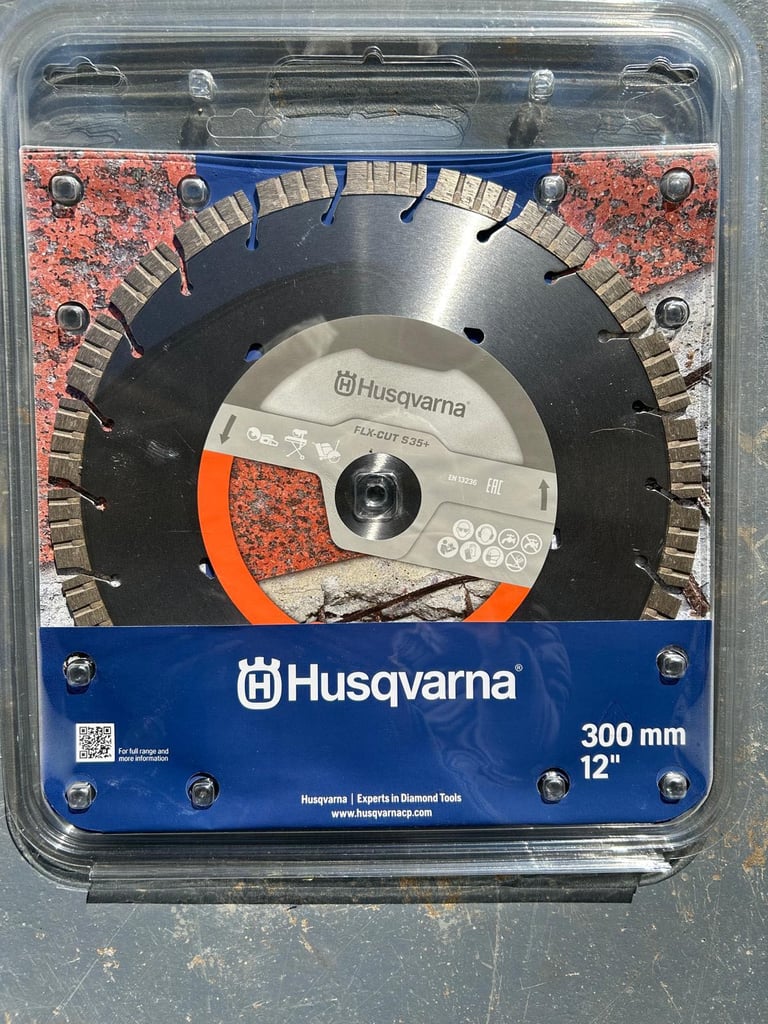 Husqvarna®
FLX-CUT S35+
EN 13236
EAC
Husqvarna®
300 mm
12"
For full range and
more information
Husqvarna | Experts in Diamond Tools
www.husqvarnacp.com